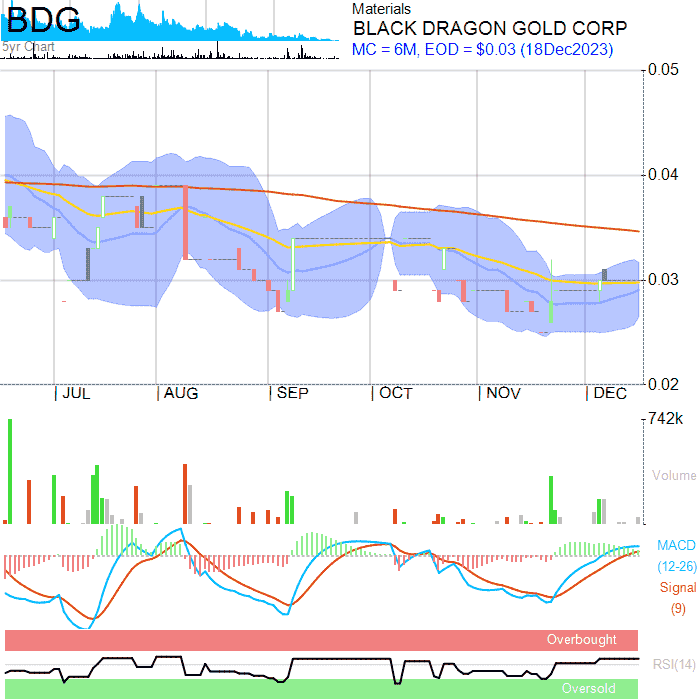 BDG
5yr Chart
Materials
BLACK DRAGON GOLD CORP
MC = 6M, EOD = $0.03 (18Dec2023)
0.05
0.04
0.03
0.02
JUL
AUG
SEP
OCT
NOV
DEC
742k
Volume
MACD
(12-26)
Signal
(9)
Overbought
RSI(14)
Oversold